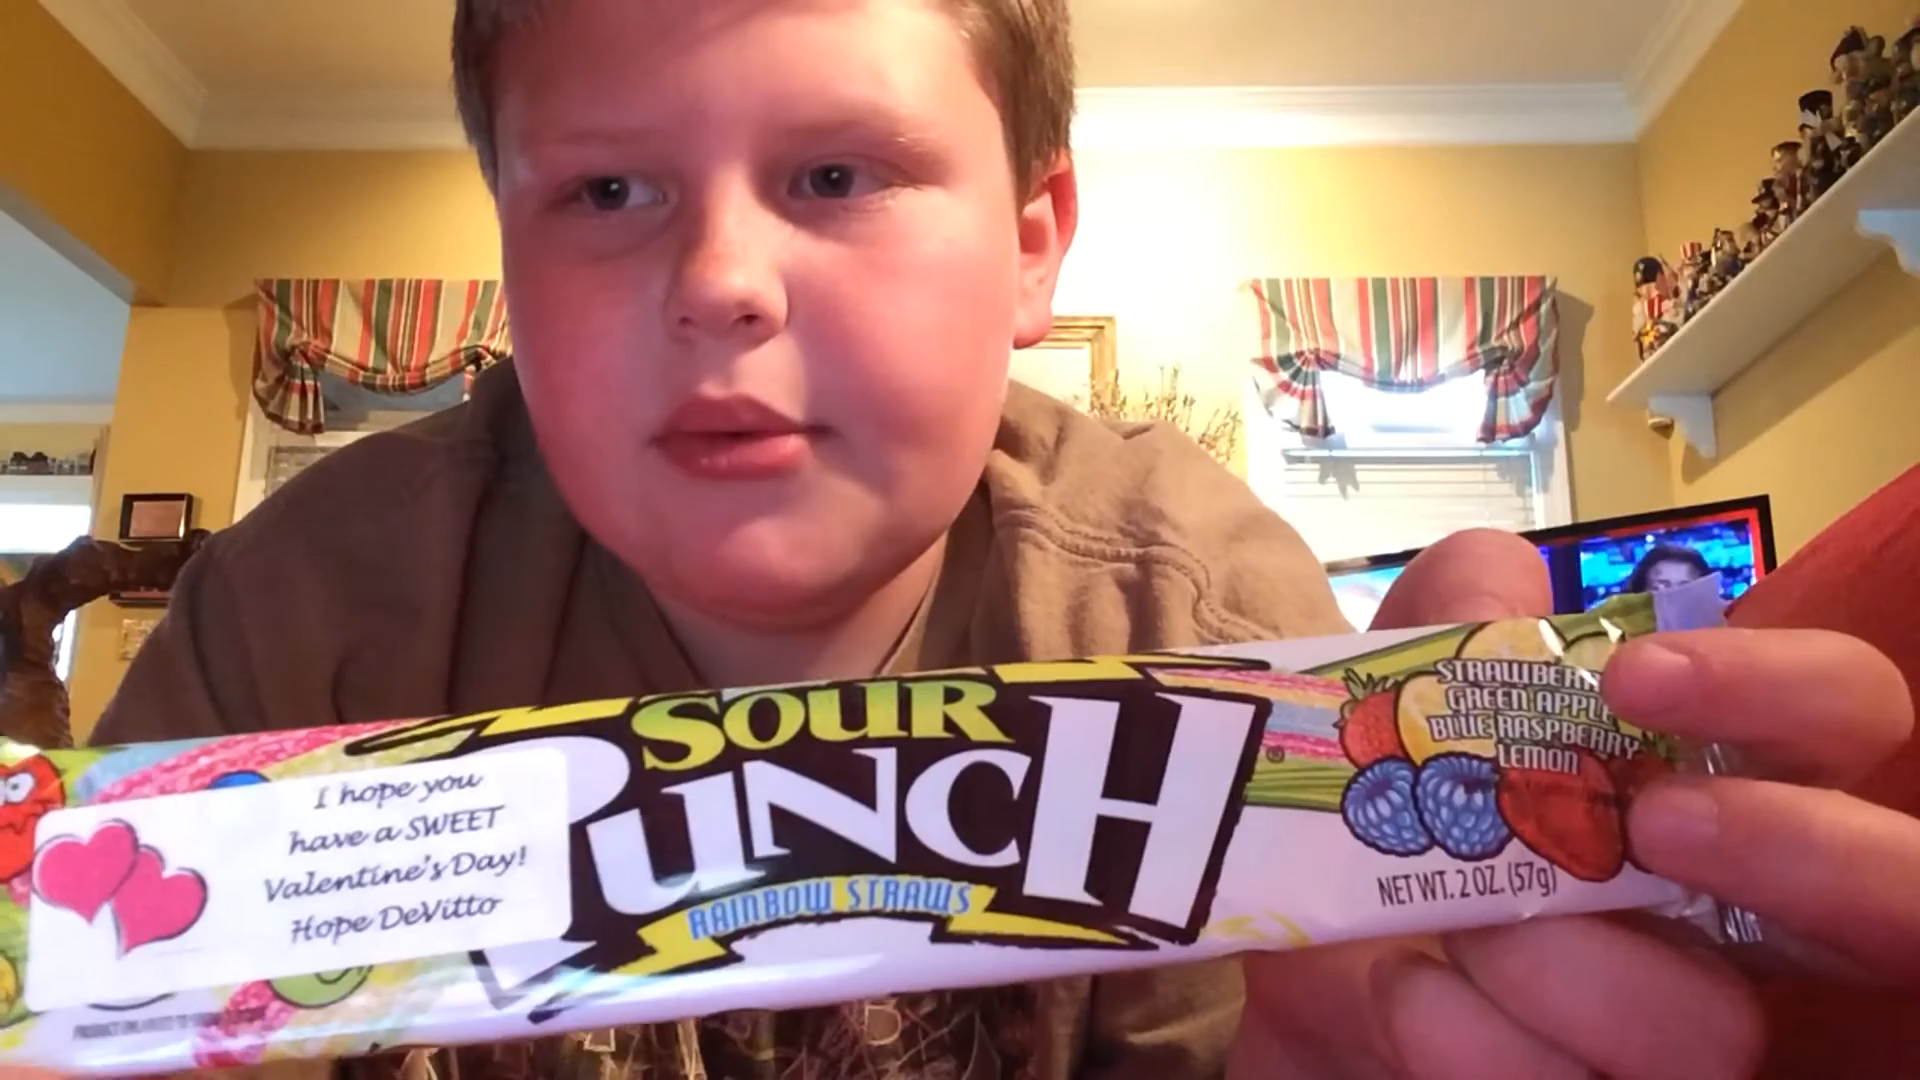 I hope you
have a SWEET
Valentine's Day!
Hope DeVitto
SOUR
PUNCH
®
RAINBOW STRAWS
STRAWBERRY
GREEN APPLE
BLUE RASPBERRY
LEMON
NET WT. 2 OZ. (57g)